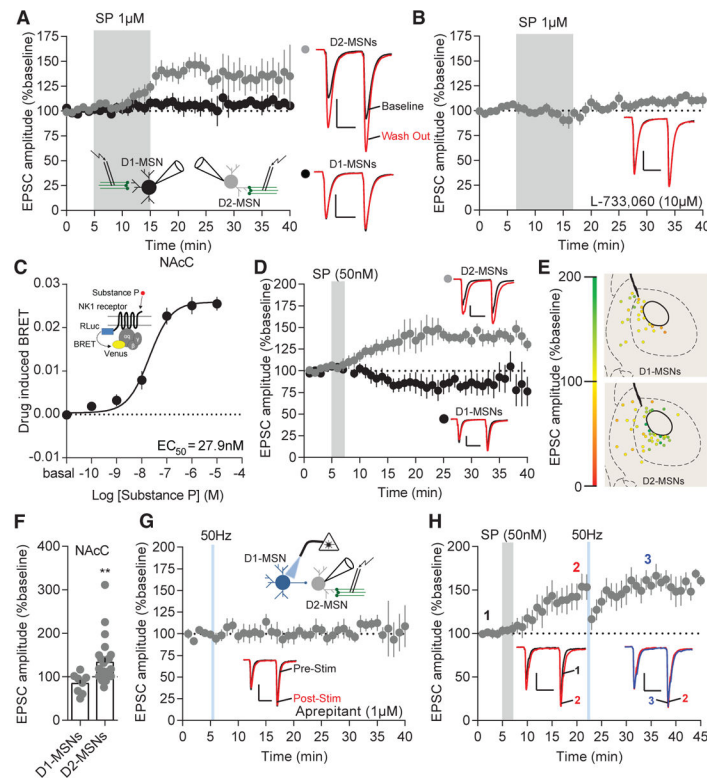 A
SP 1µM
EPSC amplitude (%baseline)
175
150
125
100
75
50
25
0
0 5 10 15 20 25 30 35 40
Time (min)
D1-MSN
D2-MSN
D2-MSNs
Baseline
Wash Out
D1-MSNs
B
SP 1µM
EPSC amplitude (%baseline)
200
175
150
125
100
75
50
25
0
0 5 10 15 20 25 30 35 40
L-733,060 (10µM)
Time (min)
C
NAcC
Drug induced BRET
0.03
0.02
0.01
0.00
-0.01
Substance P
NK1 receptor
RLuc
BRET
Venus
EC50 = 27.9nM
basal -10 -9 -8 -7 -6 -5 -4
Log [Substance P] (M)
D
SP (50nM)
EPSC amplitude (%baseline)
200
175
150
125
100
75
50
25
0
0 5 10 15 20 25 30 35 40
Time (min)
D2-MSNs
D1-MSNs
E
EPSC amplitude (%baseline)
200
100
0
D1-MSNs
D2-MSNs
F
NAcC
EPSC amplitude (%baseline)
400
300
200
100
0
**
D1-MSNs
D2-MSNs
G
50Hz
EPSC amplitude (%baseline)
200
150
100
50
0
0 5 10 15 20 25 30 35 40
Time (min)
D1-MSN
D2-MSN
Pre-Stim
Post-Stim
Aprepitant (1µM)
H
SP (50nM)
50Hz
EPSC amplitude (%baseline)
200
150
100
50
0
0 5 10 15 20 25 30 35 40 45
Time (min)
1
2
3
1
2
3
2